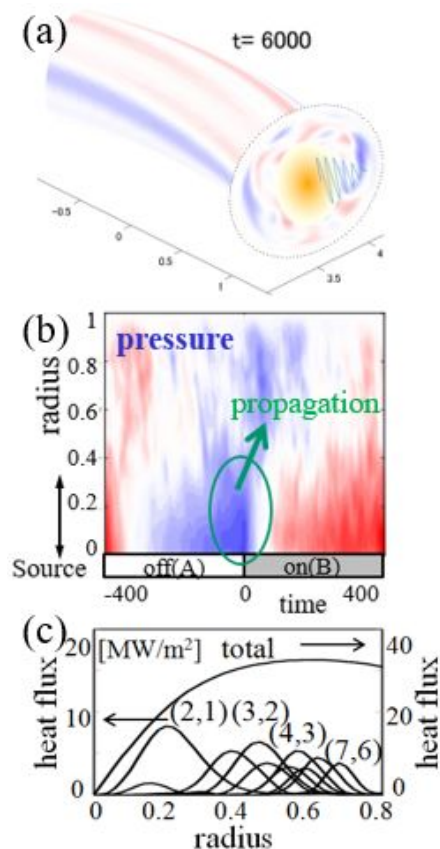 (a)
t= 6000
-0.5
0
0.5
1
3.5
4
(b)
1
0.8
0.6
0.4
0.2
0
radius
pressure
propagation
Source
off(A)
on(B)
-400
0
time
400
(c)
20
10
0
heat flux
[MW/m²]
total
40
20
0
heat flux
(2,1)
(3,2)
(4,3)
(7,6)
0
0.2
0.4
0.6
0.8
radius